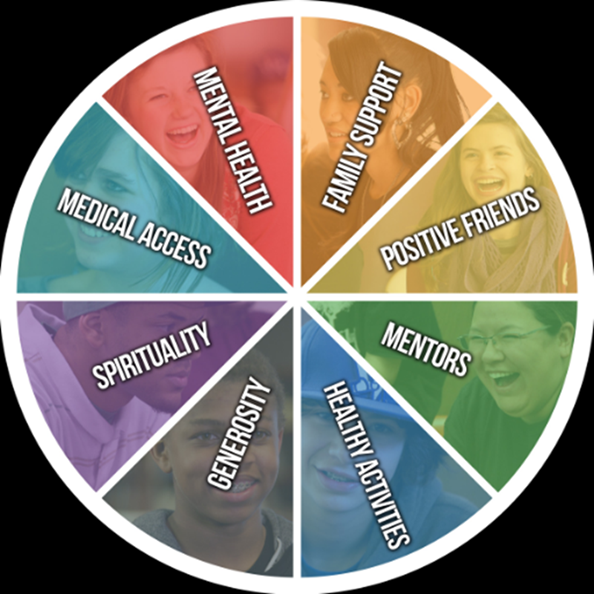 MENTAL HEALTH
FAMILY SUPPORT
POSITIVE FRIENDS
MENTORS
HEALTHY ACTIVITIES
GENEROSITY
SPIRITUALITY
MEDICAL ACCESS